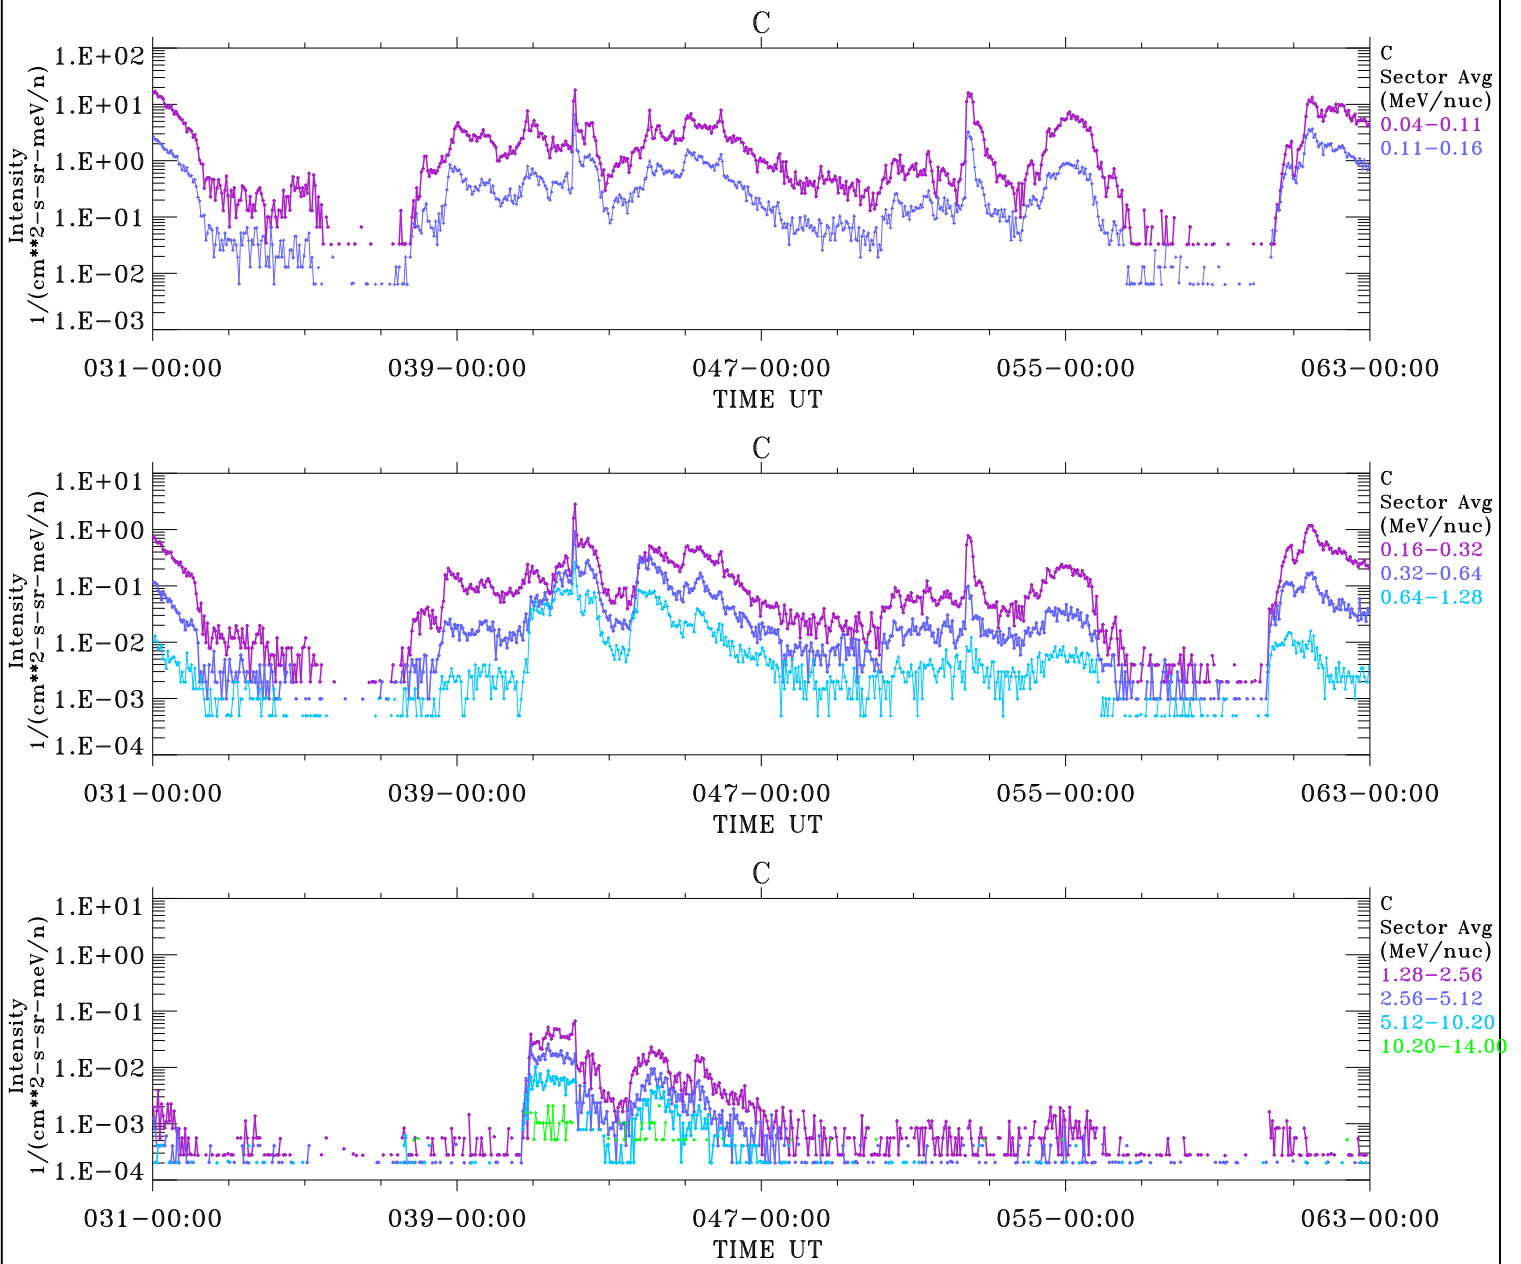 C
1.E+02
1.E+01
1.E+00
1.E-01
1.E-02
1.E-03
Intensity
1/(cm**2-s-sr-meV/n)
C
Sector Avg
(MeV/nuc)
0.04-0.11
0.11-0.16
031-00:00 039-00:00 047-00:00 055-00:00 063-00:00
TIME UT
C
1.E+01
1.E+00
1.E-01
1.E-02
1.E-03
1.E-04
Intensity
1/(cm**2-s-sr-meV/n)
C
Sector Avg
(MeV/nuc)
0.16-0.32
0.32-0.64
0.64-1.28
031-00:00 039-00:00 047-00:00 055-00:00 063-00:00
TIME UT
C
1.E+01
1.E+00
1.E-01
1.E-02
1.E-03
1.E-04
Intensity
1/(cm**2-s-sr-meV/n)
C
Sector Avg
(MeV/nuc)
1.28-2.56
2.56-5.12
5.12-10.20
10.20-14.00
031-00:00 039-00:00 047-00:00 055-00:00 063-00:00
TIME UT